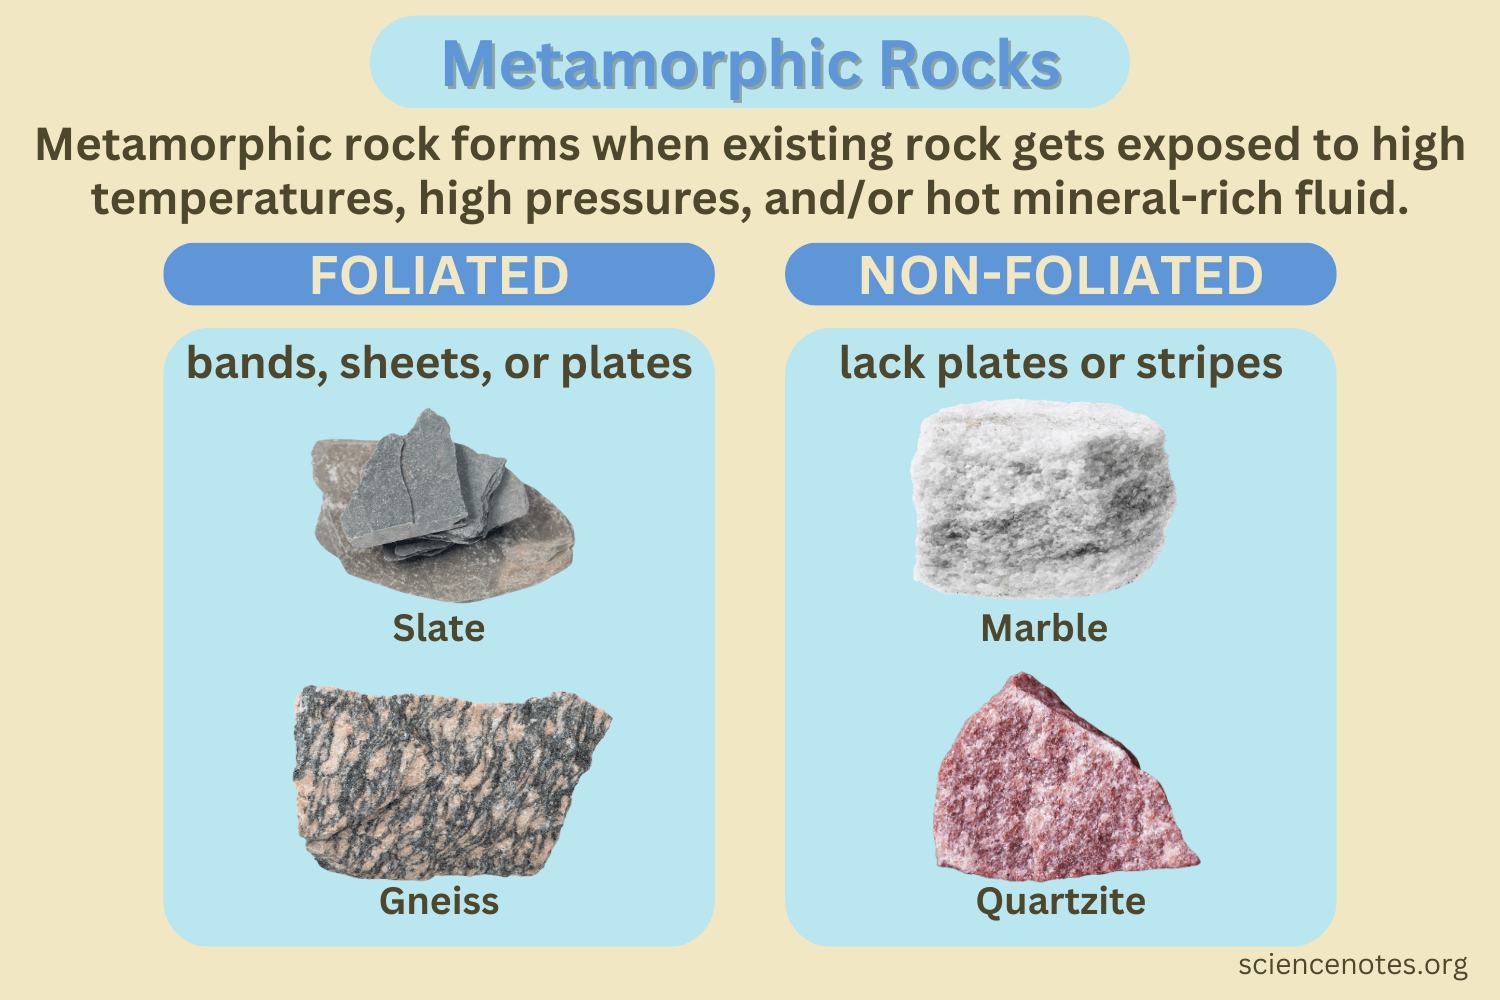 Metamorphic Rocks
Metamorphic rock forms when existing rock gets exposed to high
temperatures, high pressures, and/or hot mineral-rich fluid.
FOLIATED
bands, sheets, or plates
Slate
Gneiss
NON-FOLIATED
lack plates or stripes
Marble
Quartzite
sciencenotes.org